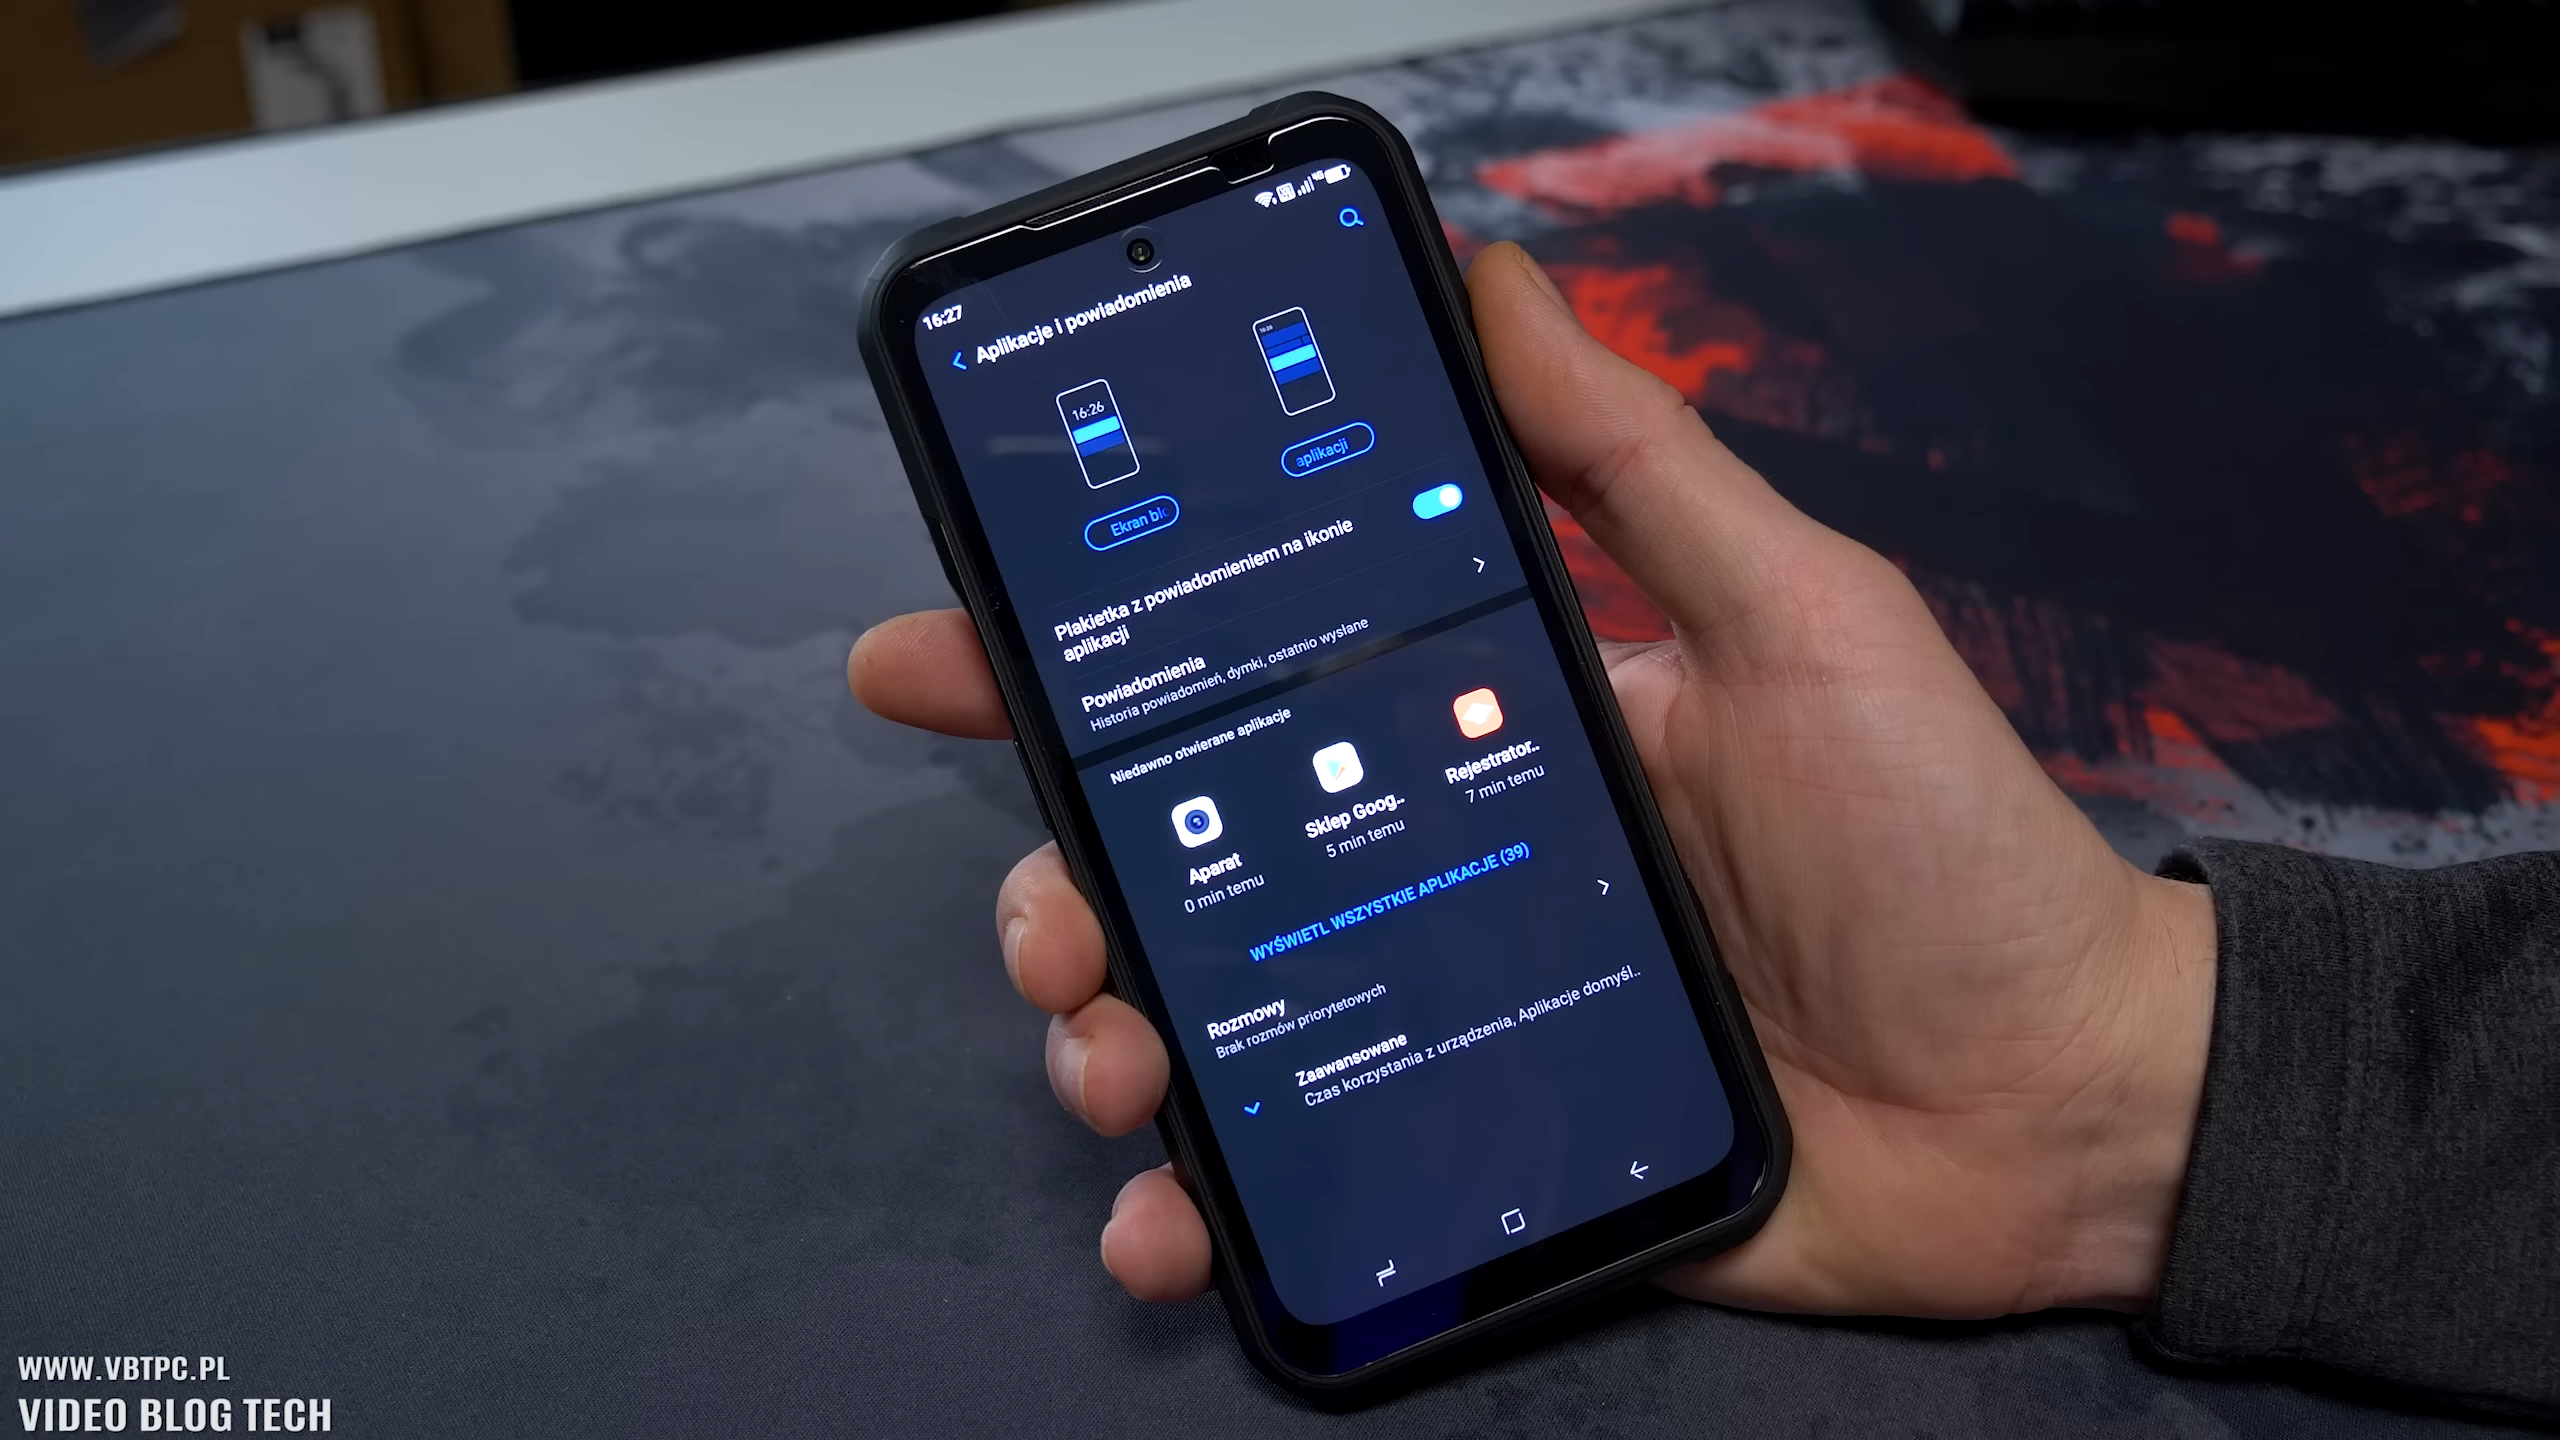 16:27
Aplikacje i powiadomienia
16:26
16:26
Ekran blo
aplikacji
Plakietka z powiadomieniem na ikonie
aplikacji
Powiadomienia
Historia powiadomień, dymki, ostatnio wysłane
Niedawno otwierane aplikacje
Aparat
0 min temu
Sklep Goog..
5 min temu
Rejestrator..
7 min temu
WYŚWIETL WSZYSTKIE APLIKACJE (39)
Rozmowy
Brak rozmów priorytetowych
Zaawansowane
Czas korzystania z urządzenia, Aplikacje domyśl..
WWW.VBTPC.PL
VIDEO BLOG TECH